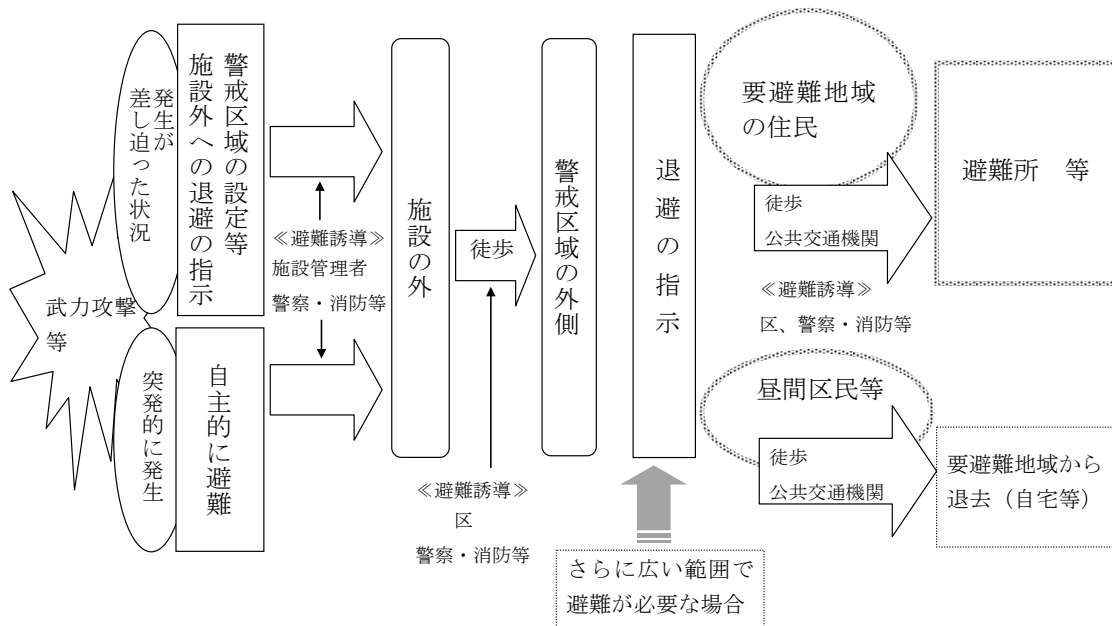 武力攻撃
等
発生が
差し迫った状況
警戒区域の設定等
施設外への退避の指示
突発的に発生
自主的に避難
≪避難誘導≫
施設管理者
警察・消防等
施設の外
徒歩
≪避難誘導≫
区
警察・消防等
警戒区域の外側
退避の指示
さらに広い範囲で
避難が必要な場合
要避難地域
の住民
徒歩
公共交通機関
≪避難誘導≫
区、警察・消防等
避難所　等
昼間区民等
徒歩
公共交通機関
要避難地域から
退去（自宅等）